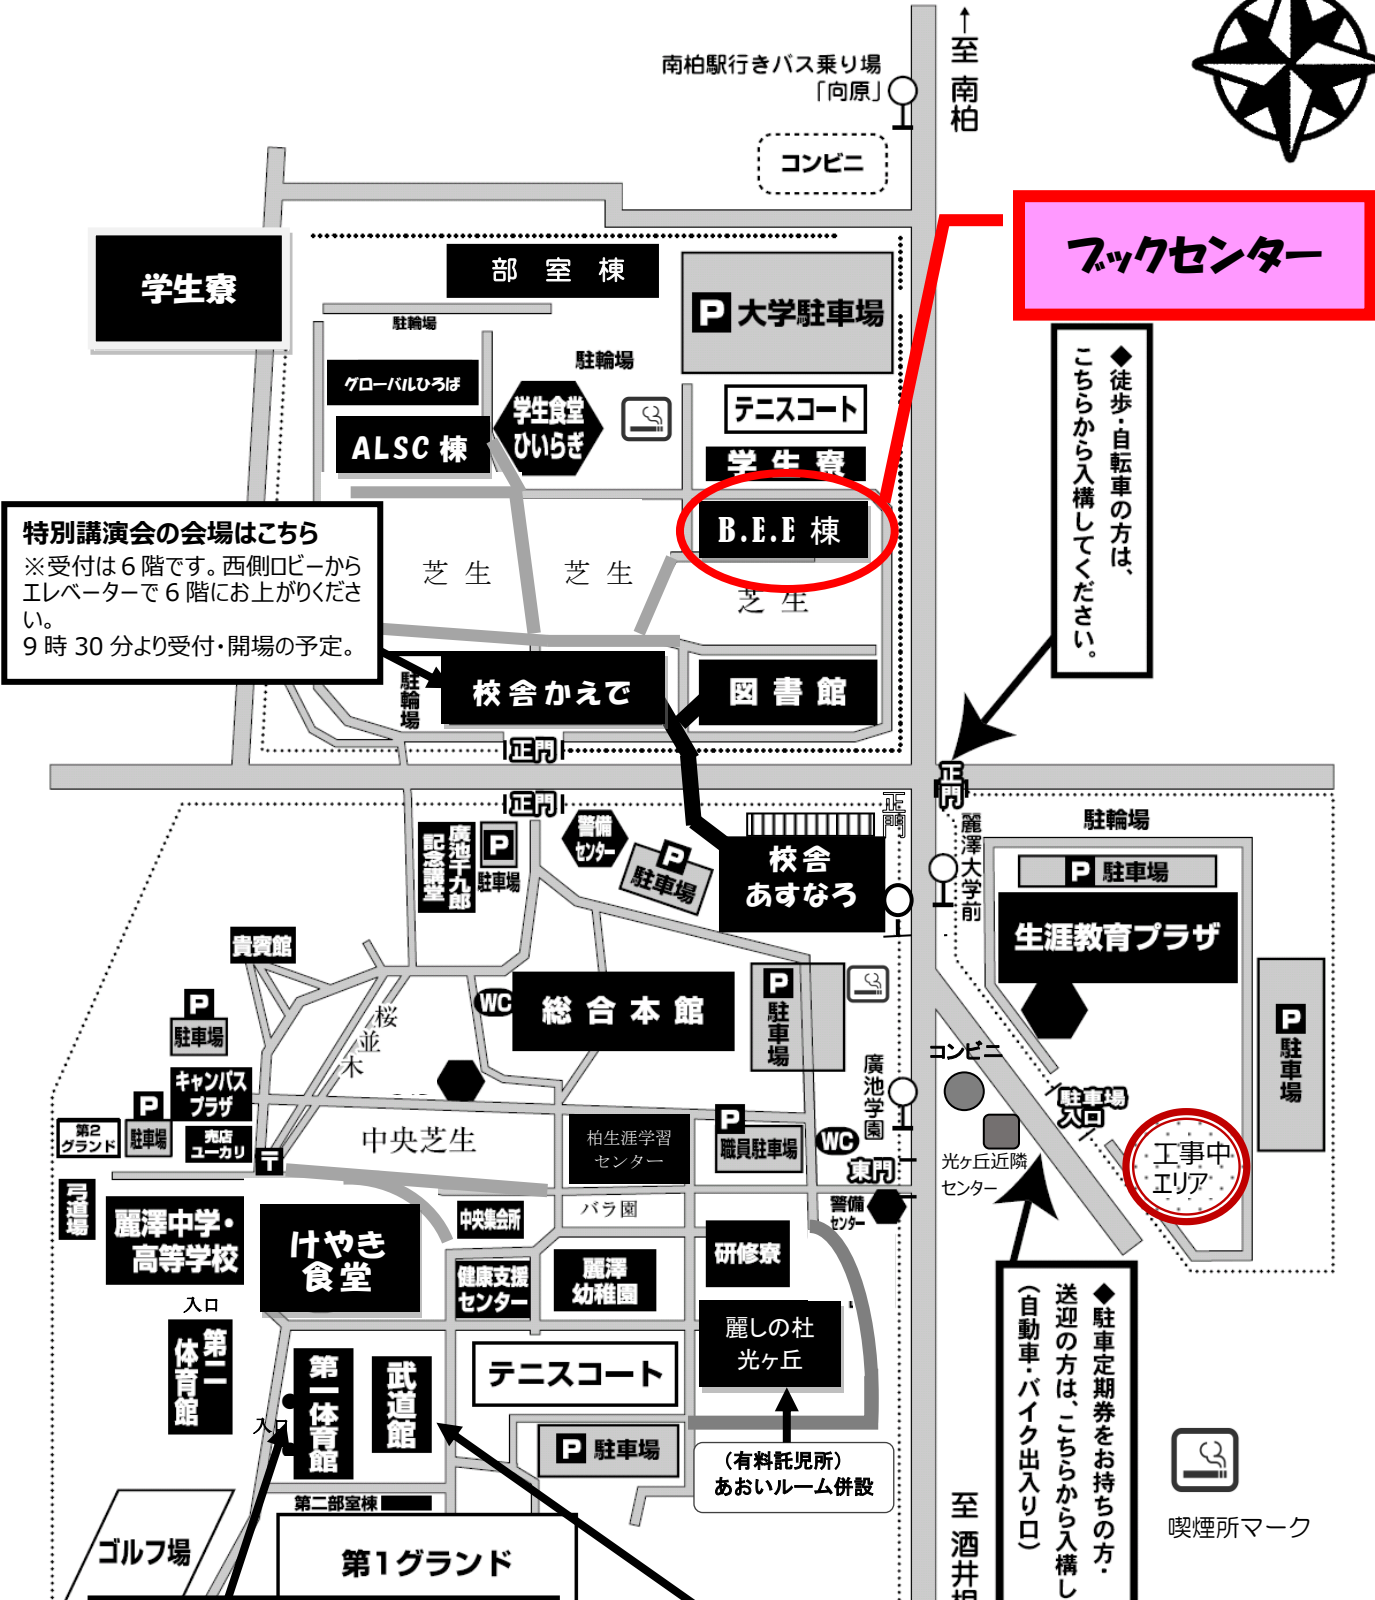 ↑至 南柏
南柏駅行きバス乗り場
「向原」
コンビニ
ブックセンター
学生寮
部 室 棟
P 大学駐車場
駐輪場
駐輪場
グローバルひろば
ALSC 棟
学生食堂
ひいらぎ
テニスコート
学 生 寮
B.E.E 棟
◆徒歩・自転車の方は、
こちらから入構してください。
特別講演会の会場はこちら
※受付は6階です。西側ロビーから
エレベーターで6階にお上がりくださ
い。
9時30分より受付・開場の予定。
芝 生
芝 生
芝 生
駐輪場
校舎かえで
図 書 館
正門
正門
正門
正門
廣池千九郎
記念講堂
P
駐車場
警備
センター
P
駐車場
校舎
あすなろ
麗澤大学前
駐輪場
P 駐車場
生涯教育プラザ
P
駐車場
貴賓館
P
駐車場
桜並木
WC
総 合 本 館
P
駐車場
廣池学園
コンビニ
駐車場
入口
キャンパス
プラザ
P
駐車場
第2
グランド
売店
ユーカリ
〒
中央芝生
柏生涯学習
センター
P
職員駐車場
WC
東門
光ヶ丘近隣
センター
工事中
エリア
弓道場
麗澤中学・
高等学校
けやき
食堂
中央集会所
バラ園
警備
センター
健康支援
センター
麗澤
幼稚園
研修寮
入口
第二
体育館
入口
第一体育館
武道館
テニスコート
麗しの杜
光ヶ丘
P 駐車場
（有料託児所）
あおいルーム併設
◆駐車定期券をお持ちの方・
送迎の方は、こちらから入構し
（自動車・バイク出入り口）
第二部室棟
ゴルフ場
第1グランド
至 酒井根
喫煙所マーク